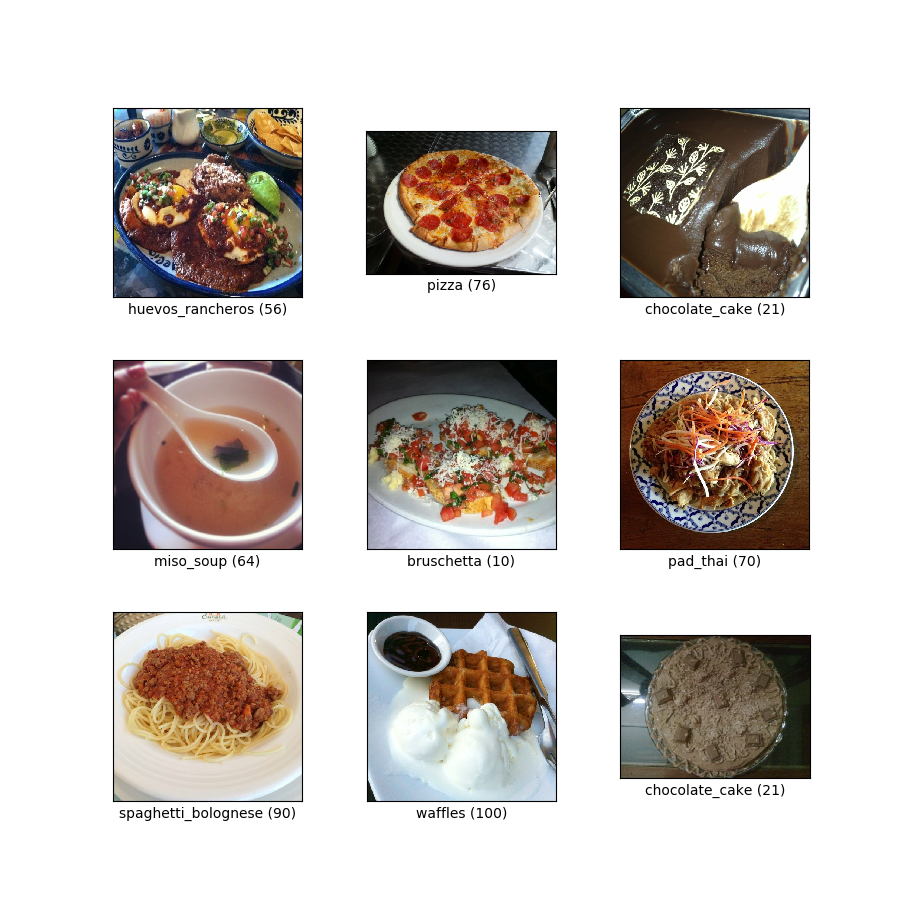 huevos_rancheros (56)
pizza (76)
chocolate_cake (21)
miso_soup (64)
bruschetta (10)
pad_thai (70)
spaghetti_bolognese (90)
waffles (100)
chocolate_cake (21)